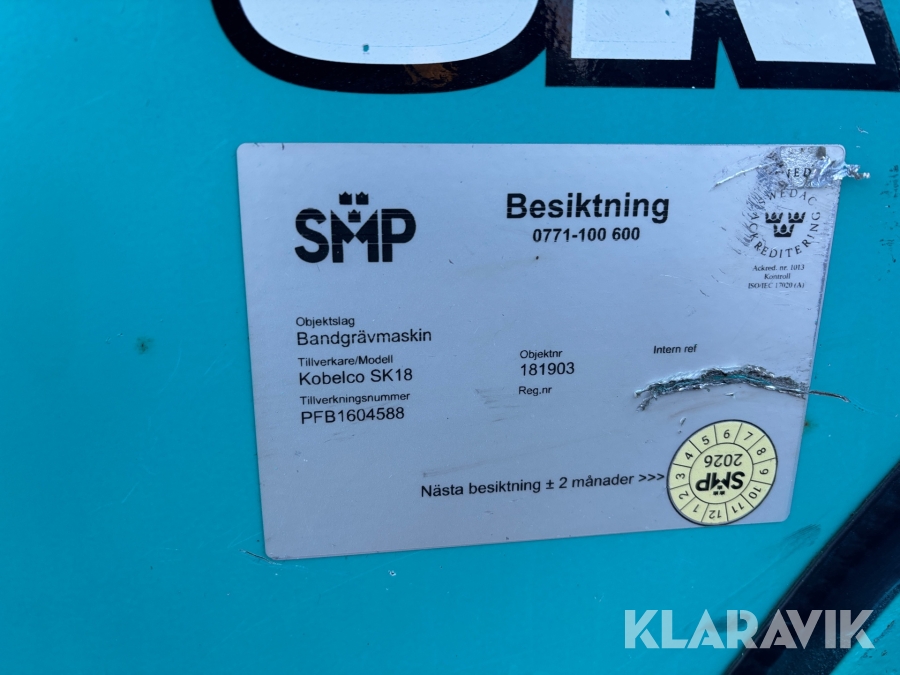 SMP
Besiktning
0771-100 600
SWEDAC
ACKREDITERING
Ackred. nr. 1013
Kontroll
ISO/IEC 17020 (A)
Objektslag
Bandgrävmaskin
Tillverkare/Modell
Kobelco SK18
Tillverkningsnummer
PFB1604588
Objektnr
181903
Reg.nr
Intern ref
Nästa besiktning ± 2 månader >>>
1 2 3 4 5 6 7 8 9 10 11 12
2026
SMP
KLARAVIK